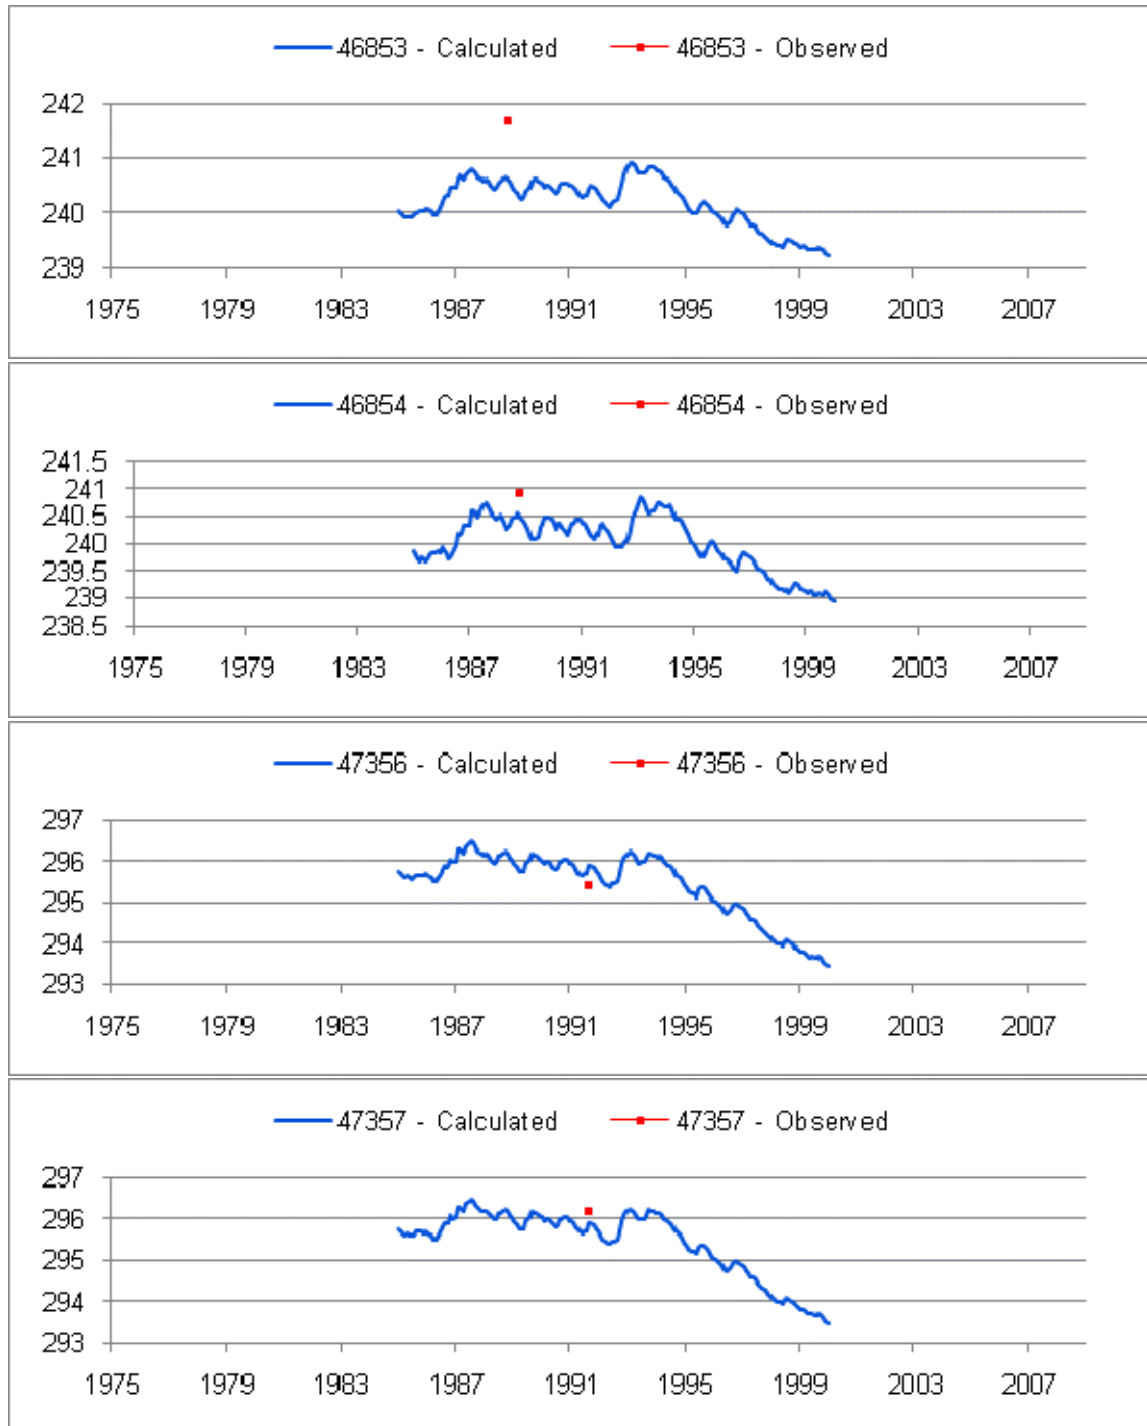 46853 - Calculated 46853 - Observed
242
241
240
239
1975 1979 1983 1987 1991 1995 1999 2003 2007
46854 - Calculated 46854 - Observed
241.5
241
240.5
240
239.5
239
238.5
1975 1979 1983 1987 1991 1995 1999 2003 2007
47356 - Calculated 47356 - Observed
297
296
295
294
293
1975 1979 1983 1987 1991 1995 1999 2003 2007
47357 - Calculated 47357 - Observed
297
296
295
294
293
1975 1979 1983 1987 1991 1995 1999 2003 2007